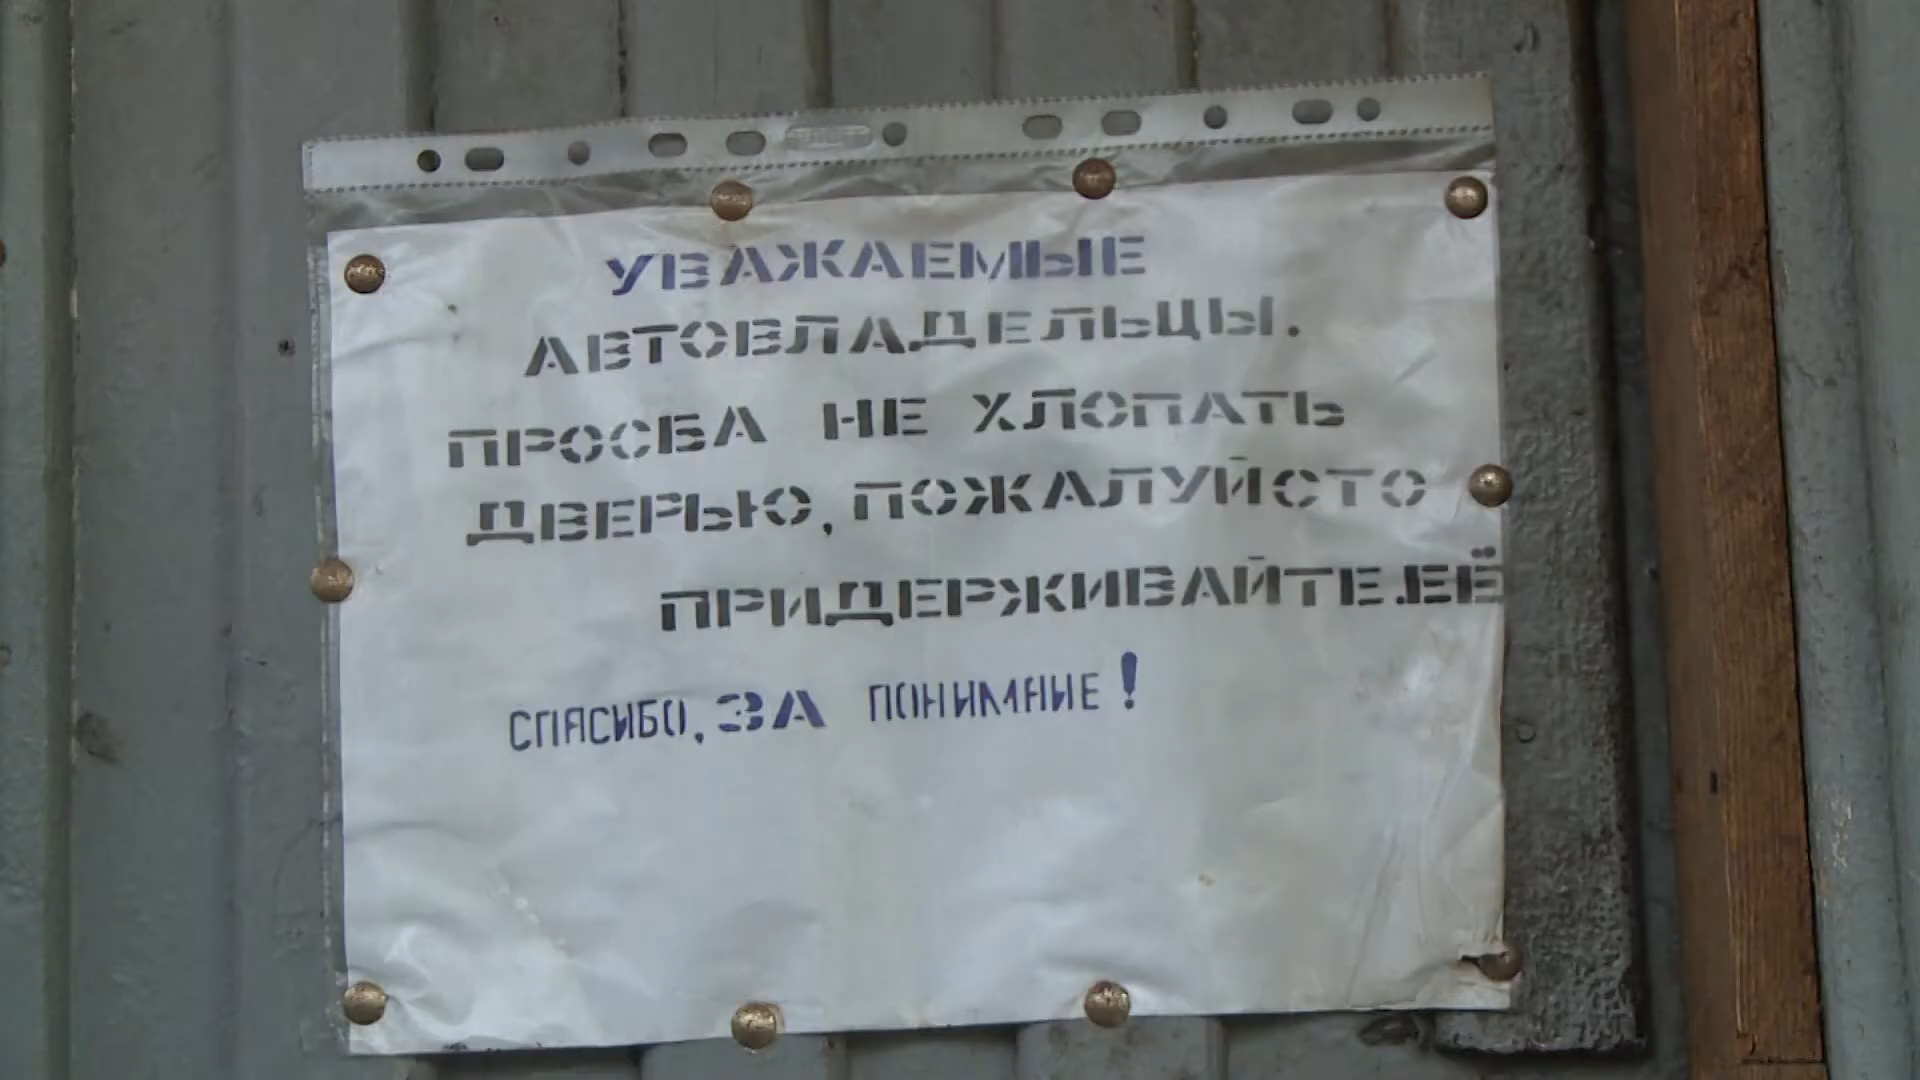 УВАЖАЕМЫЕ
АВТОВЛАДЕЛЬЦЫ.
ПРОСБА НЕ ХЛОПАТЬ
ДВЕРЬЮ, ПОЖАЛУЙСТО
ПРИДЕРЖИВАЙТЕ.ЕЁ
СПАСИБО, ЗА ПОНИМАНИЕ!